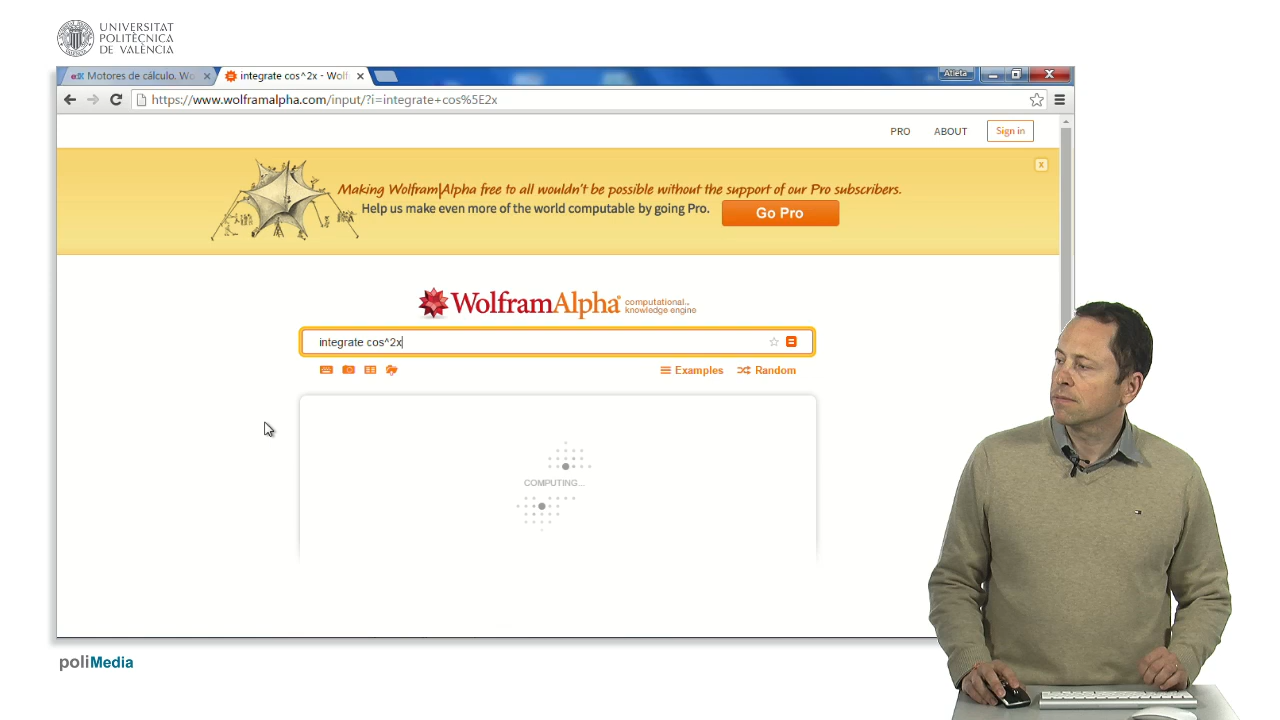 UNIVERSITAT
POLITÈCNICA
DE VALÈNCIA
Motores de cálculo. Wo
integrate cos^2x - Wolf
Atleta
https://www.wolframalpha.com/input/?i=integrate+cos%5E2x
PRO
ABOUT
Sign in
Making Wolfram|Alpha free to all wouldn't be possible without the support of our Pro subscribers.
Help us make even more of the world computable by going Pro.
Go Pro
WolframAlpha computational knowledge engine
integrate cos^2x
Examples
Random
COMPUTING...
poliMedia